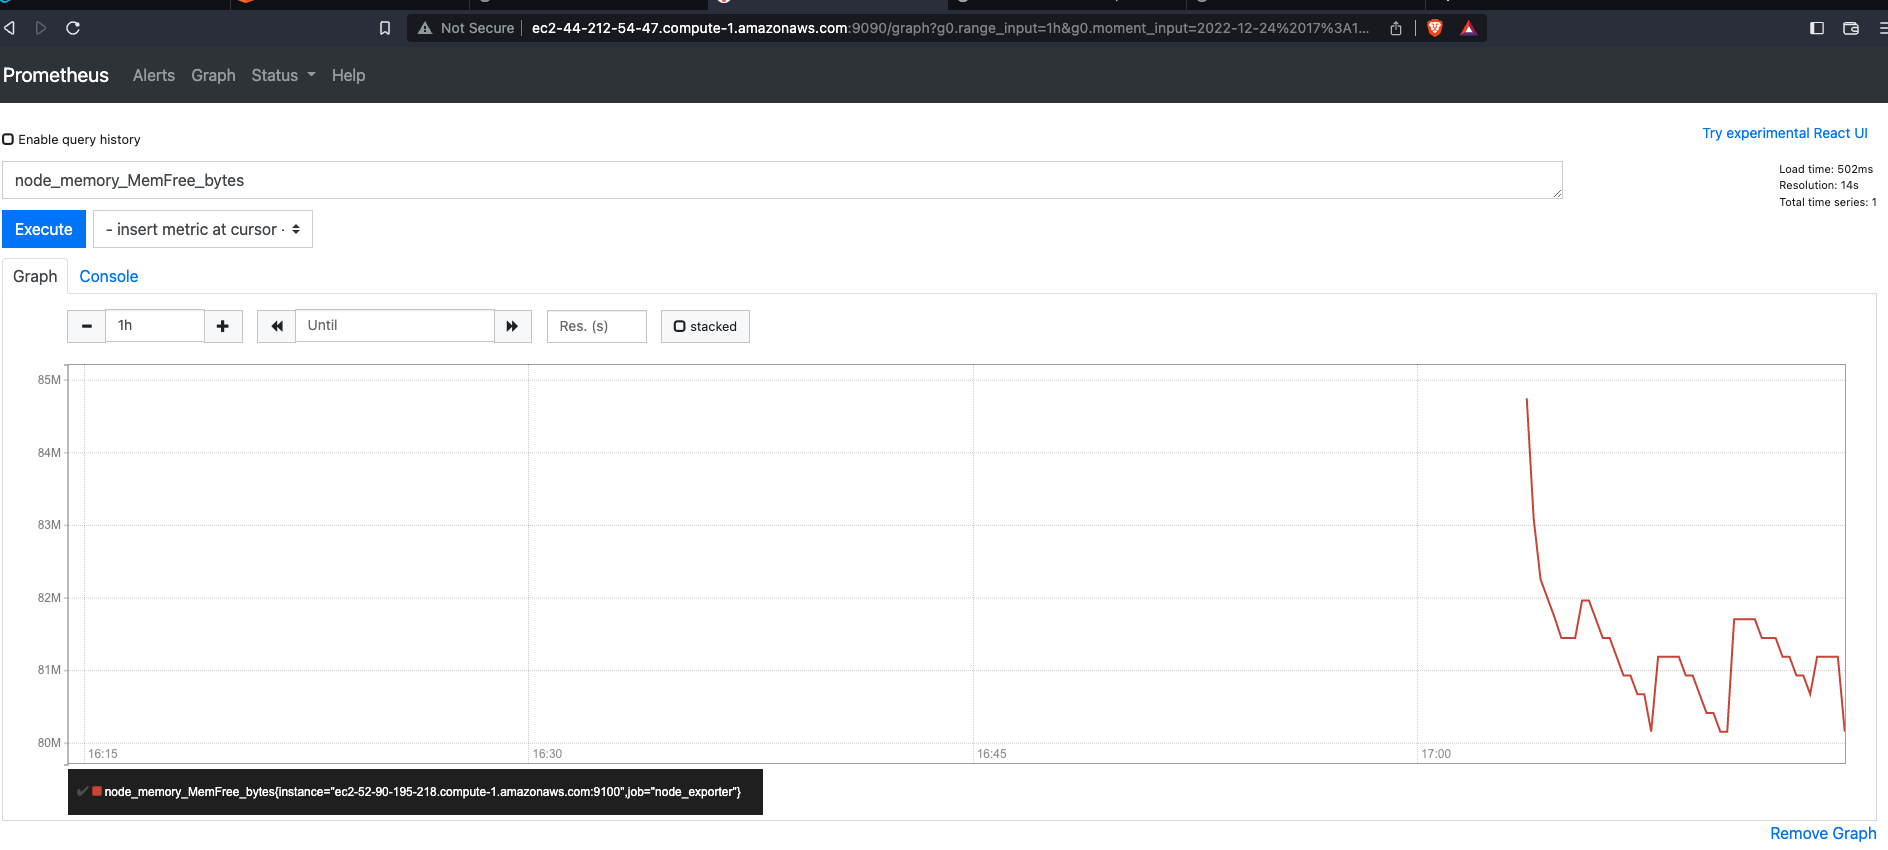 Not Secure ec2-44-212-54-47.compute-1.amazonaws.com:9090/graph?g0.range_input=1h&g0.moment_input=2022-12-24%2017%3A1...
Prometheus Alerts Graph Status Help
Enable query history
Try experimental React UI
node_memory_MemFree_bytes
Load time: 502ms
Resolution: 14s
Total time series: 1
Execute - insert metric at cursor -
Graph Console
1h Until Res. (s) stacked
85M
84M
83M
82M
81M
80M
16:15 16:30 16:45 17:00
node_memory_MemFree_bytes{instance="ec2-52-90-195-218.compute-1.amazonaws.com:9100",job="node_exporter"}
Remove Graph